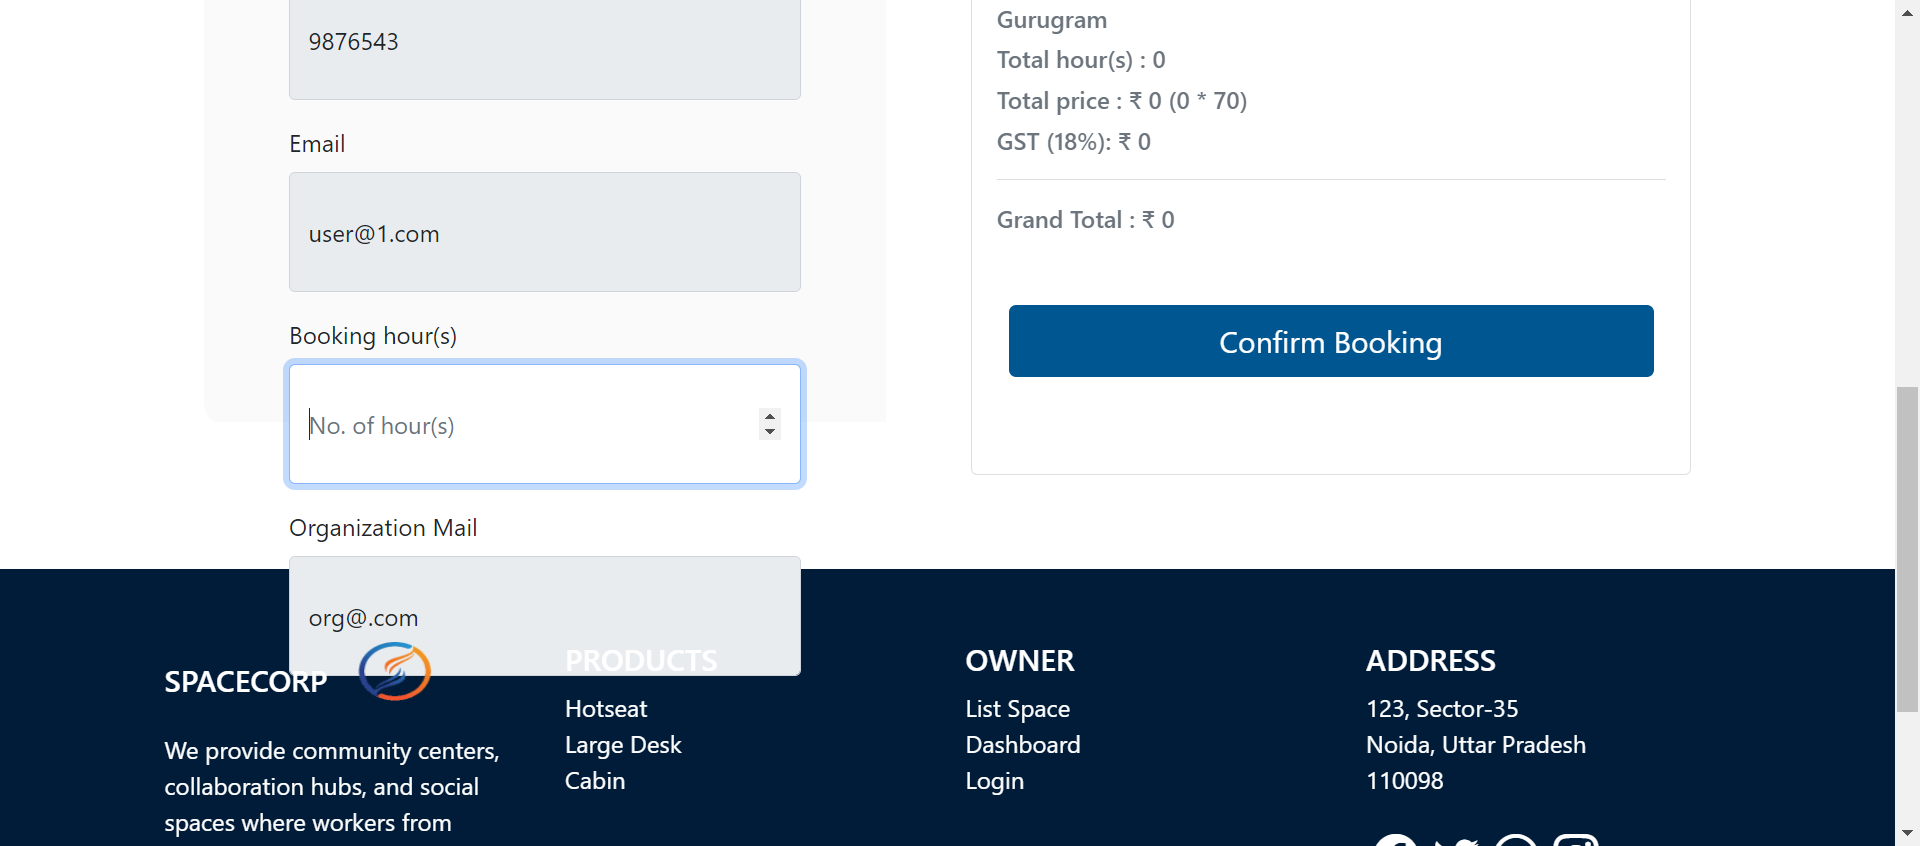 9876543
Email
user@1.com
Booking hour(s)
No. of hour(s)
Organization Mail
org@.com
Gurugram
Total hour(s) : 0
Total price : ₹ 0 (0 * 70)
GST (18%): ₹ 0
Grand Total : ₹ 0
Confirm Booking
SPACECORP
We provide community centers,
collaboration hubs, and social
spaces where workers from
PRODUCTS
Hotseat
Large Desk
Cabin
OWNER
List Space
Dashboard
Login
ADDRESS
123, Sector-35
Noida, Uttar Pradesh
110098